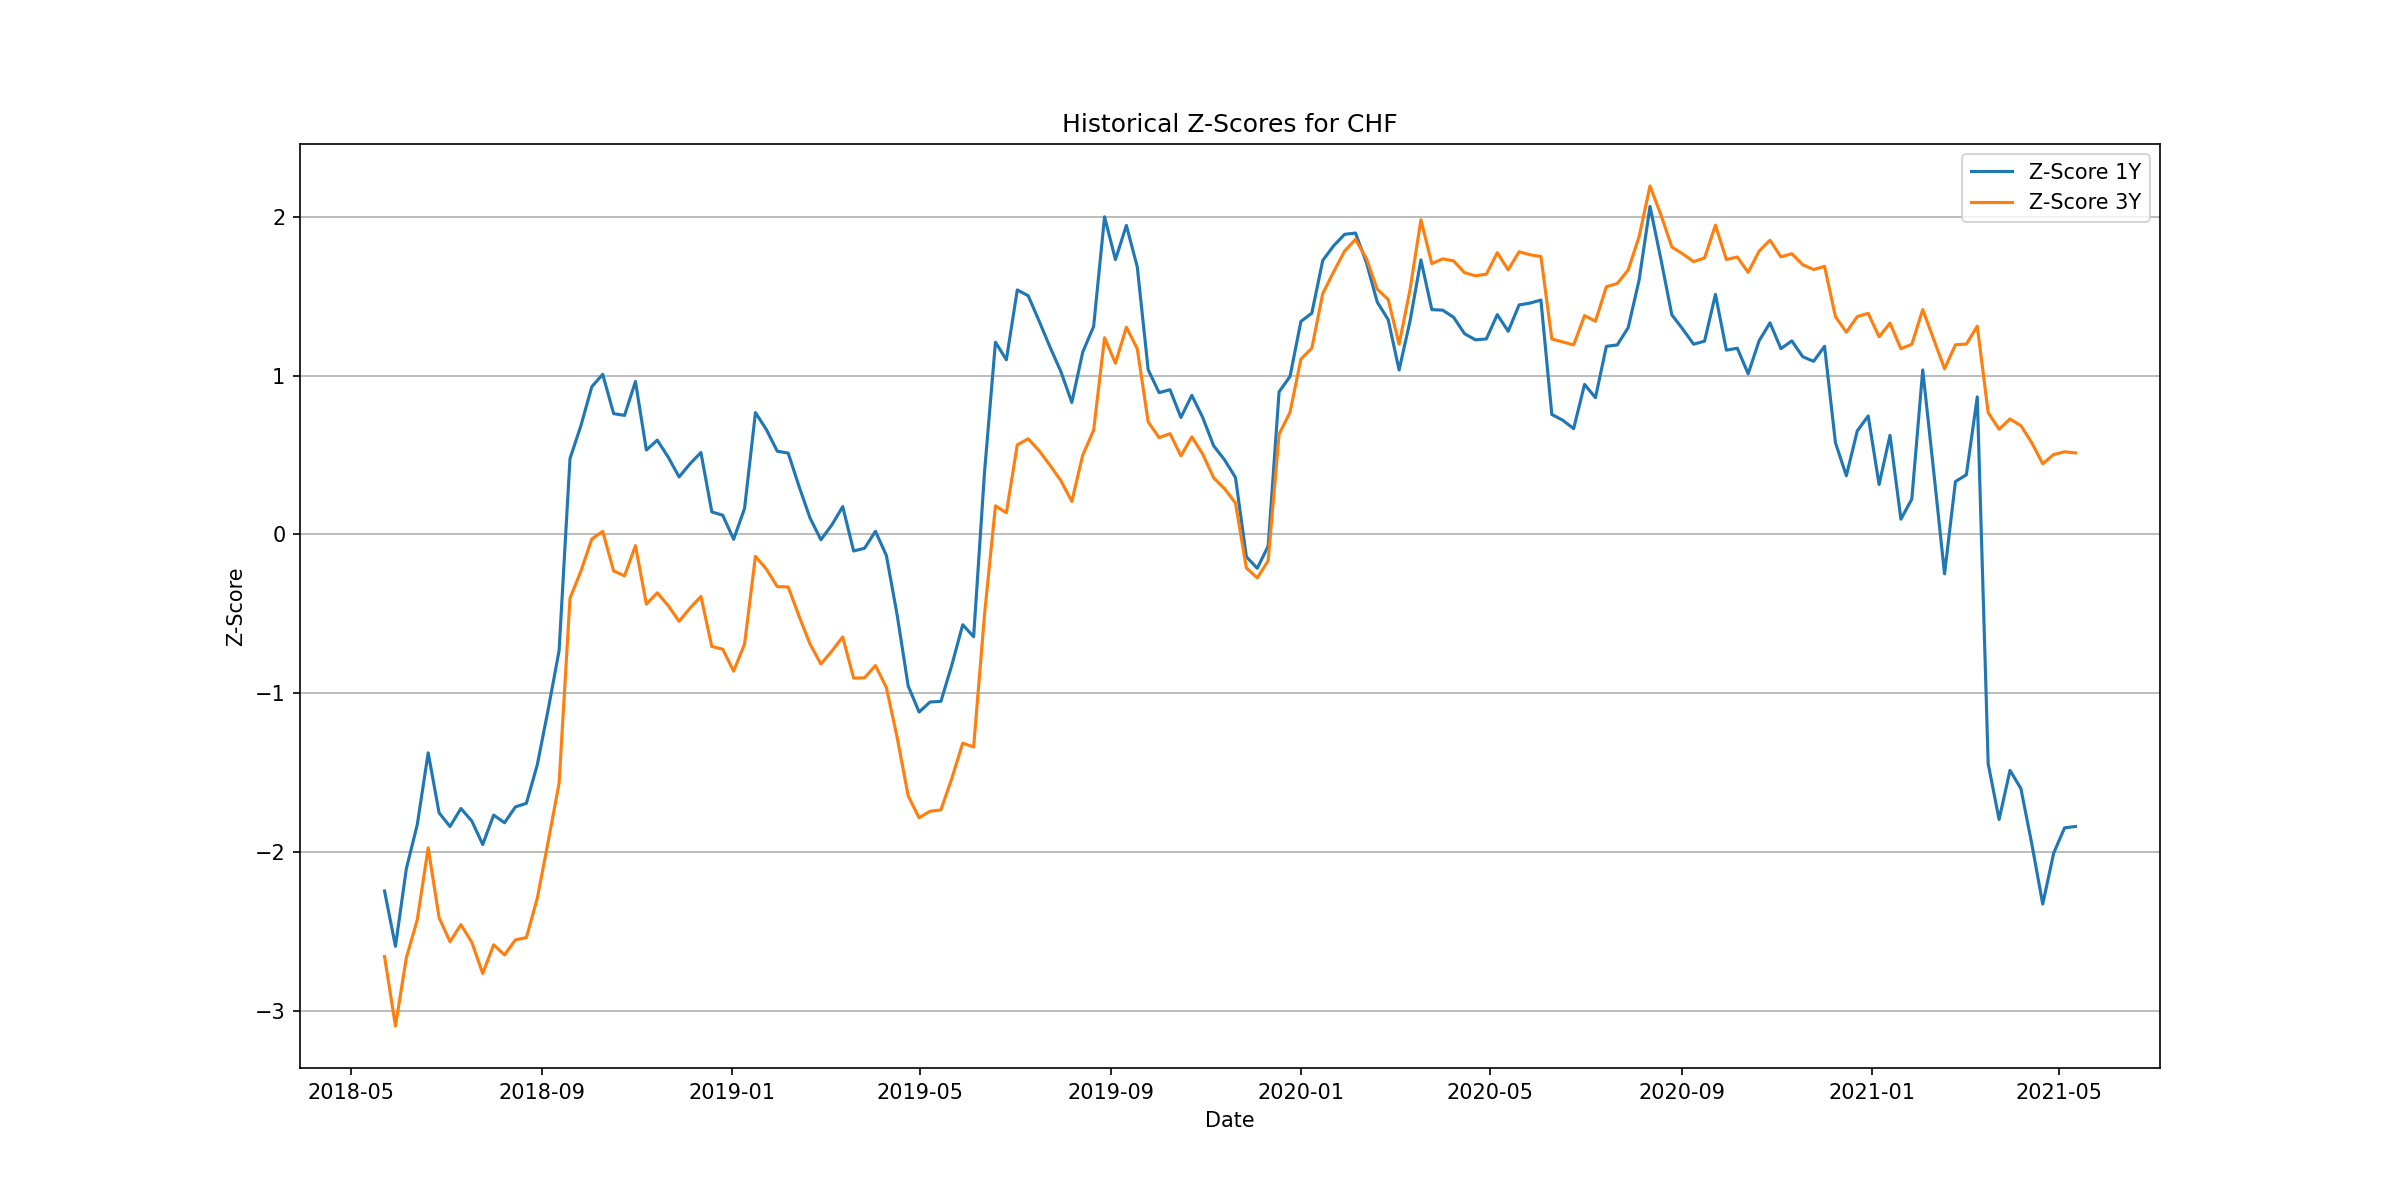 Historical Z-Scores for CHF
Z-Score 1Y
Z-Score 3Y
2
1
0
−1
−2
−3
Z-Score
2018-05 2018-09 2019-01 2019-05 2019-09 2020-01 2020-05 2020-09 2021-01 2021-05
Date